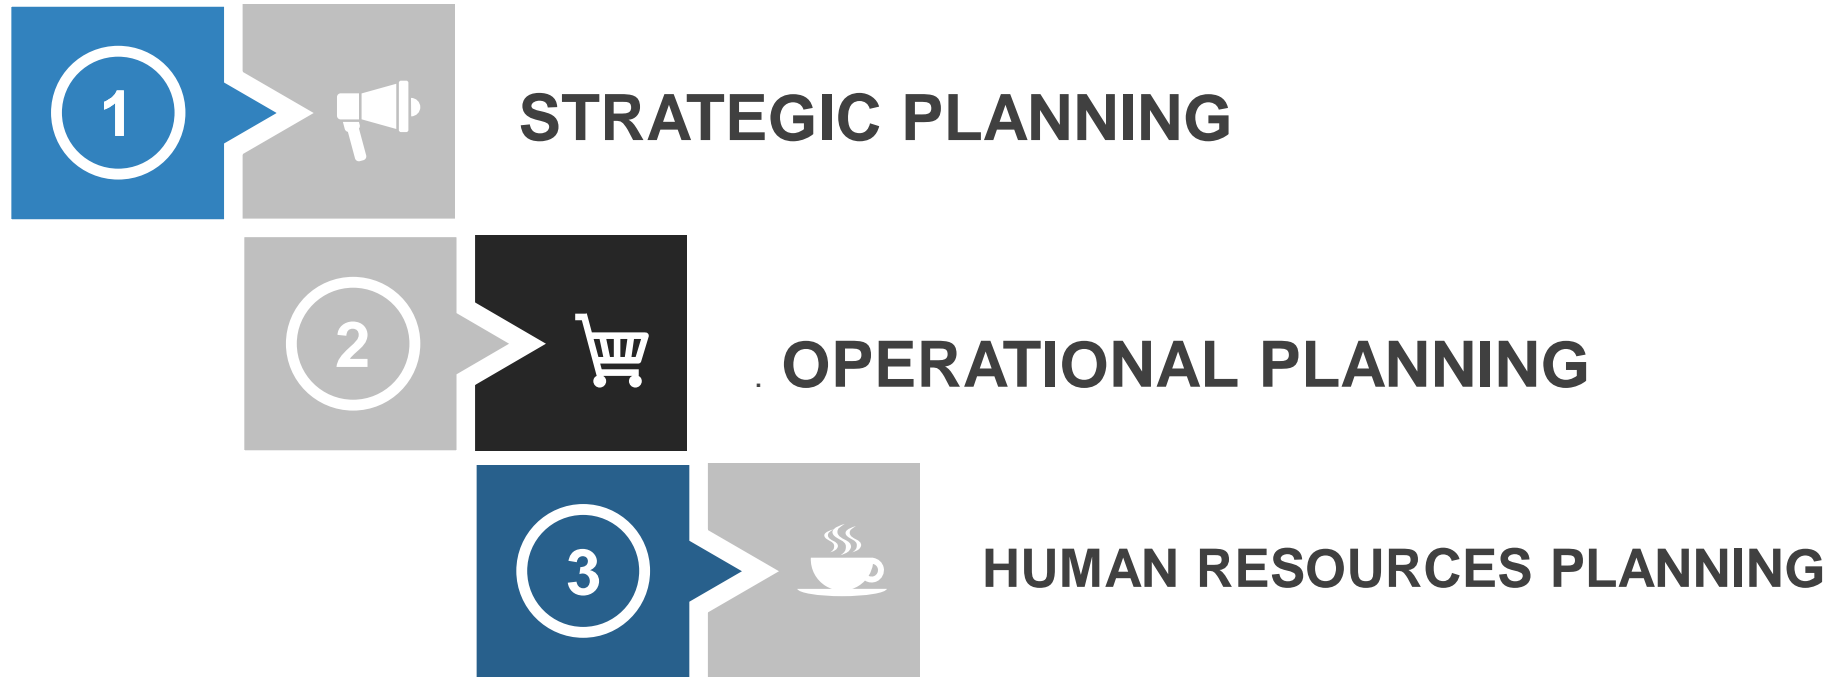 1
STRATEGIC PLANNING
2
. OPERATIONAL PLANNING
3
HUMAN RESOURCES PLANNING